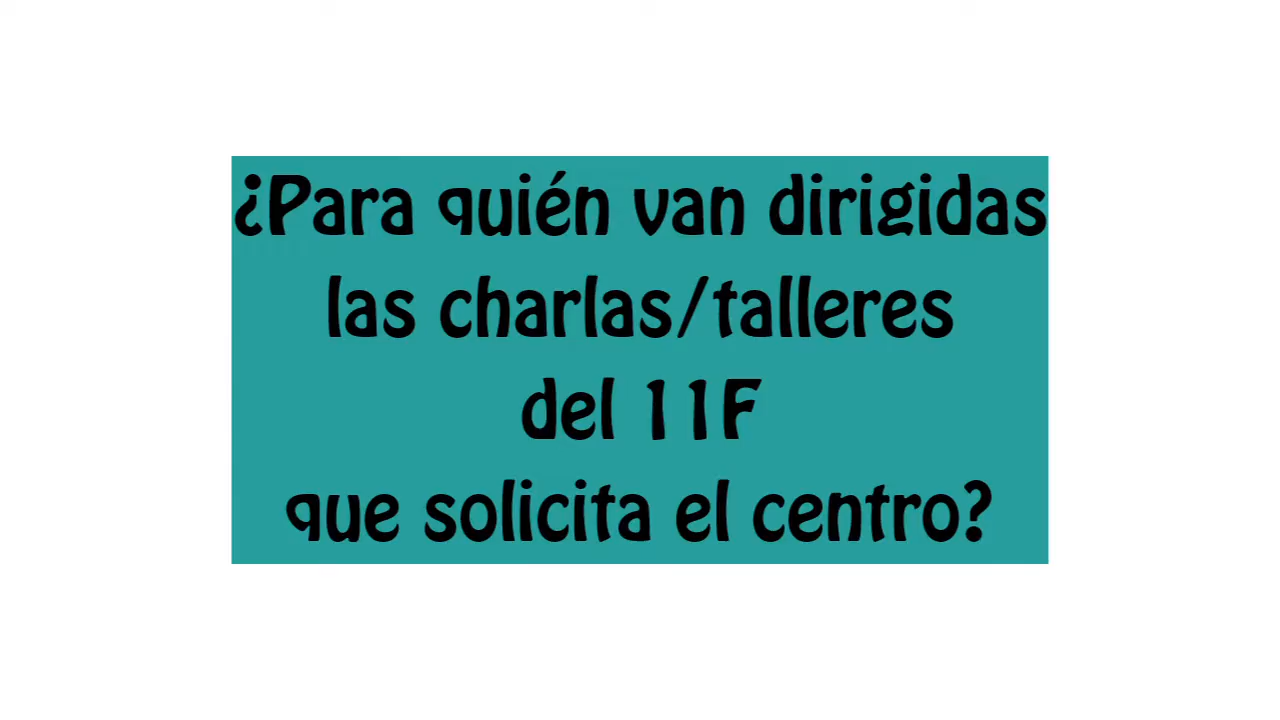 ¿Para quién van dirigidas
las charlas/talleres
del 11F
que solicita el centro?